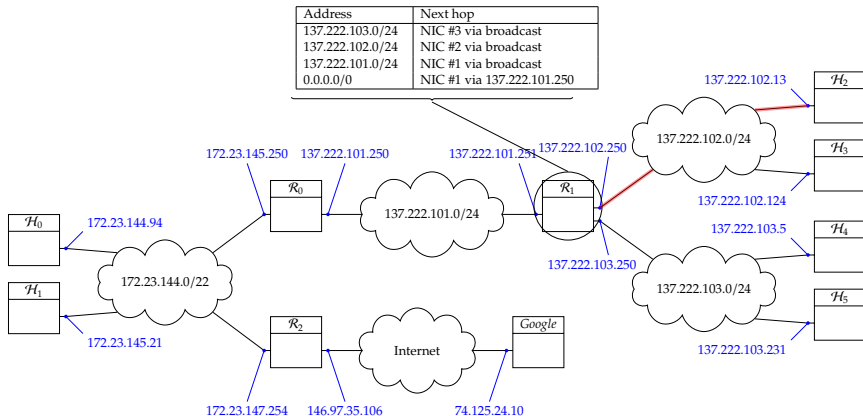 Address Next hop
137.222.103.0/24 NIC #3 via broadcast
137.222.102.0/24 NIC #2 via broadcast
137.222.101.0/24 NIC #1 via broadcast
0.0.0.0/0 NIC #1 via 137.222.101.250
137.222.102.13
H2
137.222.102.0/24
172.23.145.250 137.222.101.250
137.222.101.251 137.222.102.250
H3
R0
R1
137.222.102.124
137.222.101.0/24
H0
172.23.144.94
137.222.103.5
H4
137.222.103.250
172.23.144.0/22
137.222.103.0/24
H1
H5
172.23.145.21
R2
Internet
Google
137.222.103.231
172.23.147.254 146.97.35.106 74.125.24.10